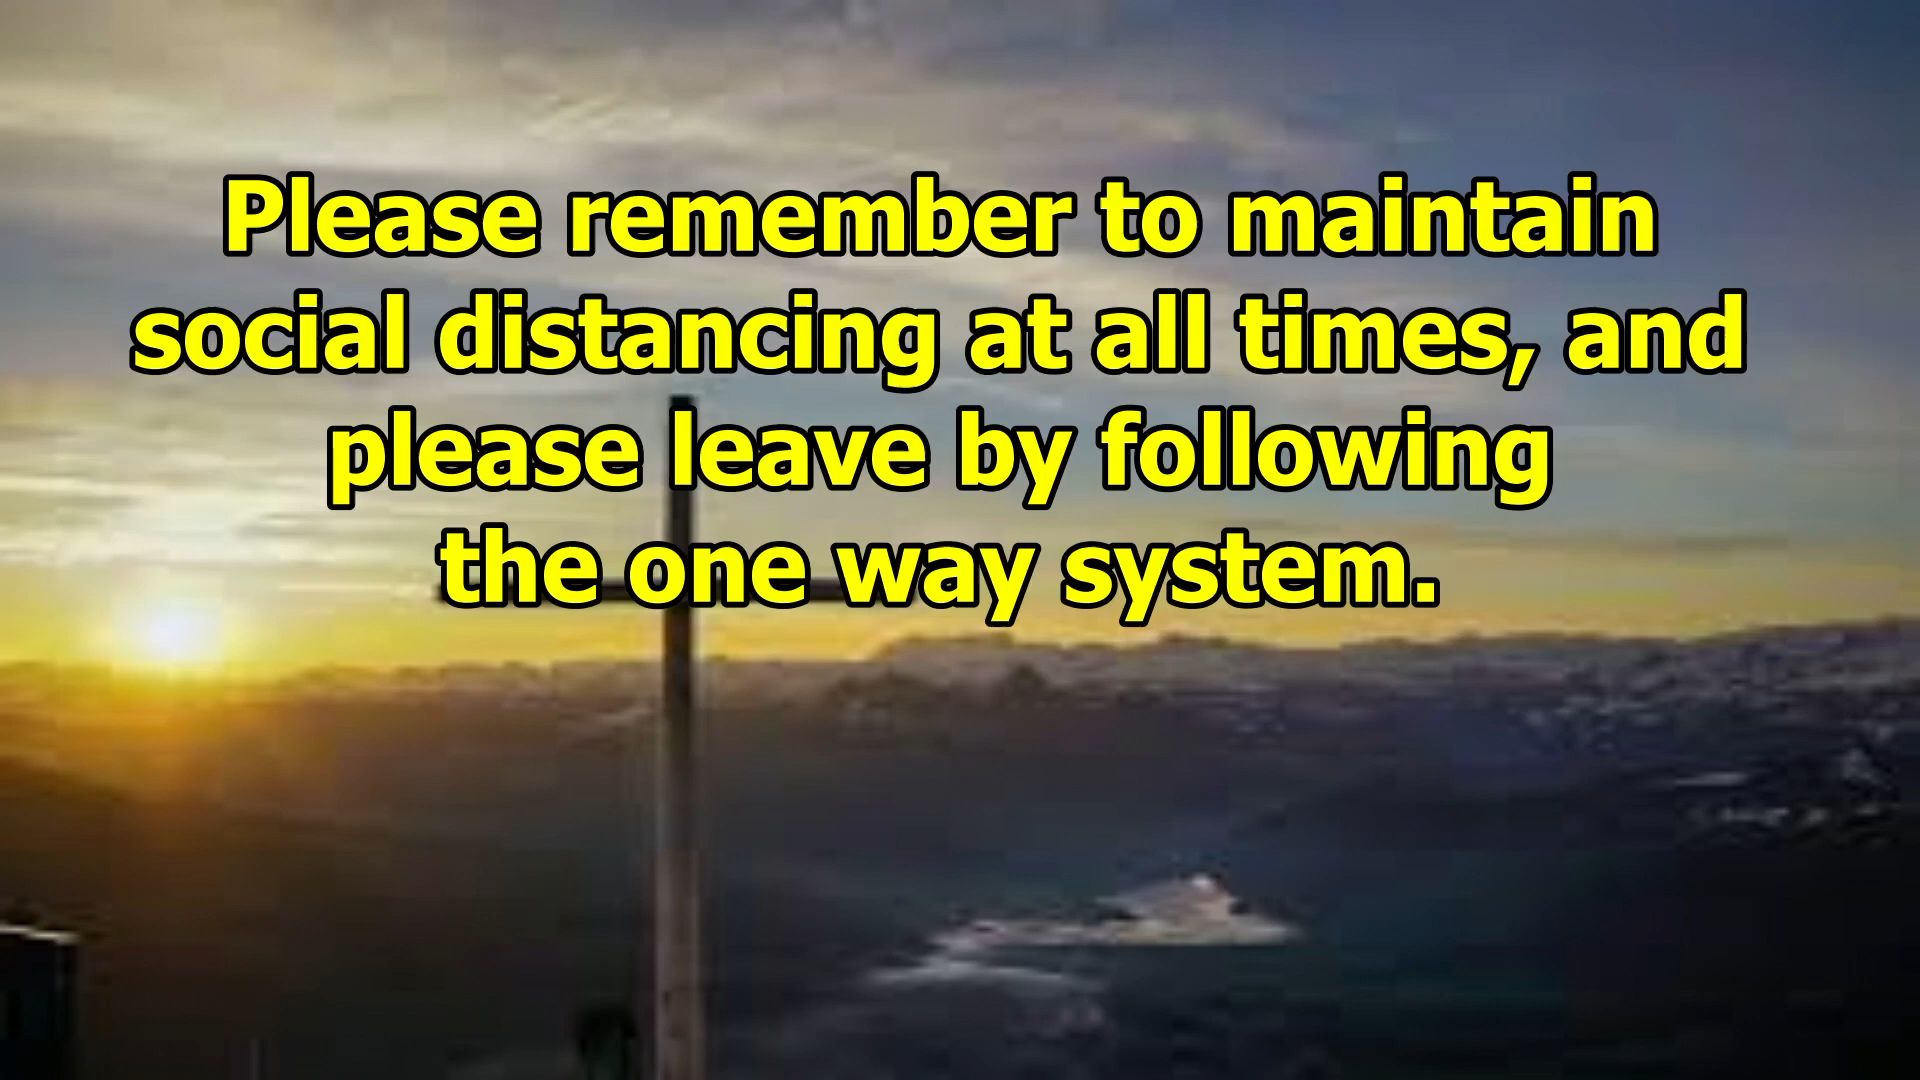 Please remember to maintain
social distancing at all times, and
please leave by following
the one way system.